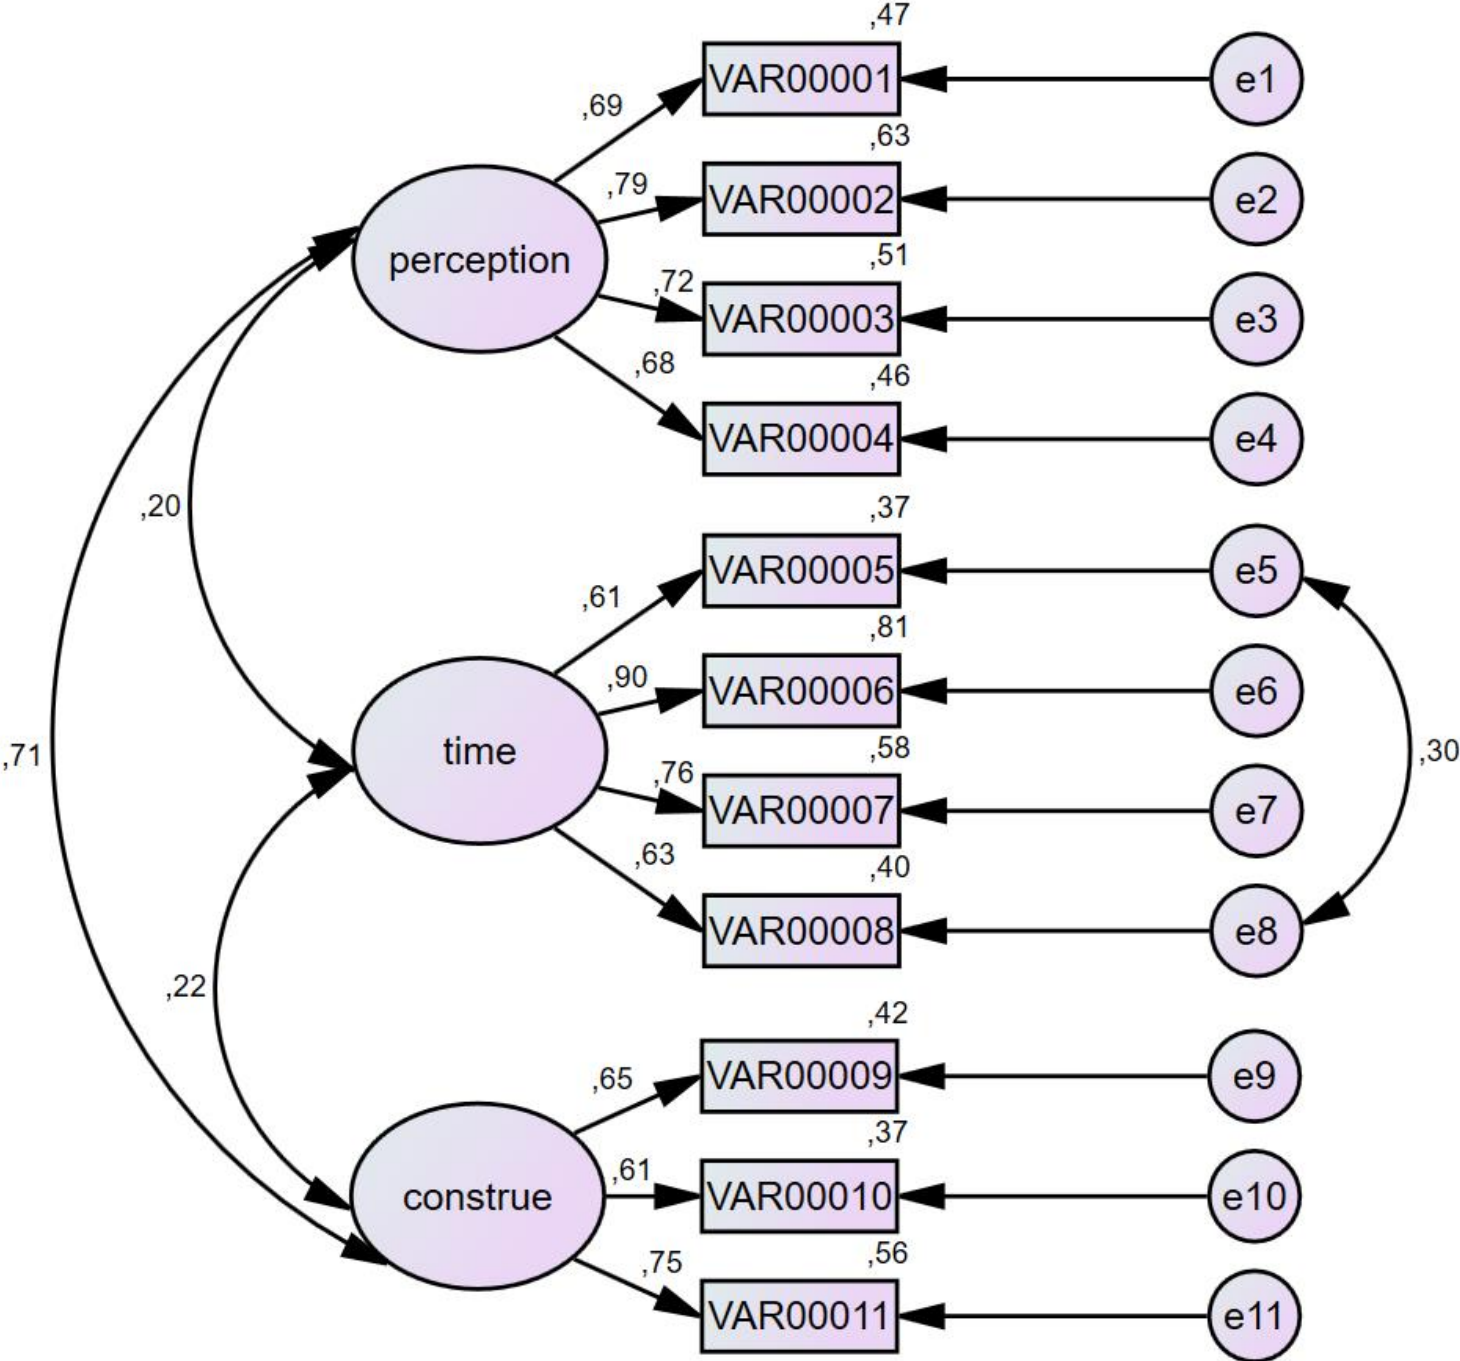 ,47
,69 VAR00001 e1
,63
,79 VAR00002 e2
perception
,51
,72 VAR00003 e3
,46
,68 VAR00004 e4
,20
,37
,61 VAR00005 e5
,81
,90 VAR00006 e6
,71 time ,30
,58
,76 VAR00007 e7
,40
,63 VAR00008 e8
,22
,42
,65 VAR00009 e9
,37
construe ,61 VAR00010 e10
,56
,75 VAR00011 e11